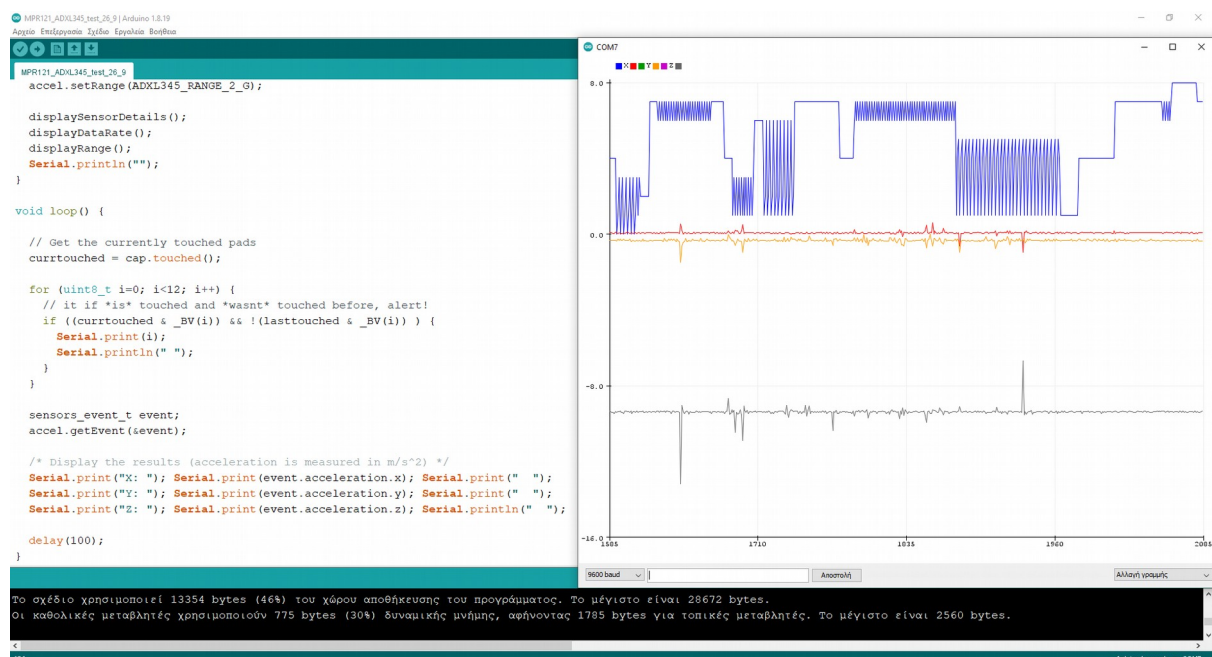 MPR121_ADXL345_test_26_9 | Arduino 1.8.19
Αρχείο Επεξεργασία Σχέδιο Εργαλεία Βοήθεια
MPR121_ADXL345_test_26_9
accel.setRange(ADXL345_RANGE_2_G);
displaySensorDetails();
displayDataRate();
displayRange();
Serial.println("");
}
void loop() {
// Get the currently touched pads
currtouched = cap.touched();
for (uint8_t i=0; i<12; i++) {
// it if *is* touched and *wasnt* touched before, alert!
if ((currtouched & _BV(i)) && !(lasttouched & _BV(i)) ) {
Serial.print(i);
Serial.println(" ");
}
}
sensors_event_t event;
accel.getEvent(&event);
/* Display the results (acceleration is measured in m/s^2) */
Serial.print("X: "); Serial.print(event.acceleration.x); Serial.print("  ");
Serial.print("Y: "); Serial.print(event.acceleration.y); Serial.print("  ");
Serial.print("Z: "); Serial.print(event.acceleration.z); Serial.println("  ");
delay(100);
}
COM7
X Y Z
8.0
0.0
-8.0
-16.0
1585 1710 1835 1960 2085
9600 baud Αποστολή Αλλαγή γραμμής
Το σχέδιο χρησιμοποιεί 13354 bytes (46%) του χώρου αποθήκευσης του προγράμματος. Το μέγιστο είναι 28672 bytes.
Οι καθολικές μεταβλητές χρησιμοποιούν 775 bytes (30%) δυναμικής μνήμης, αφήνοντας 1785 bytes για τοπικές μεταβλητές. Το μέγιστο είναι 2560 bytes.